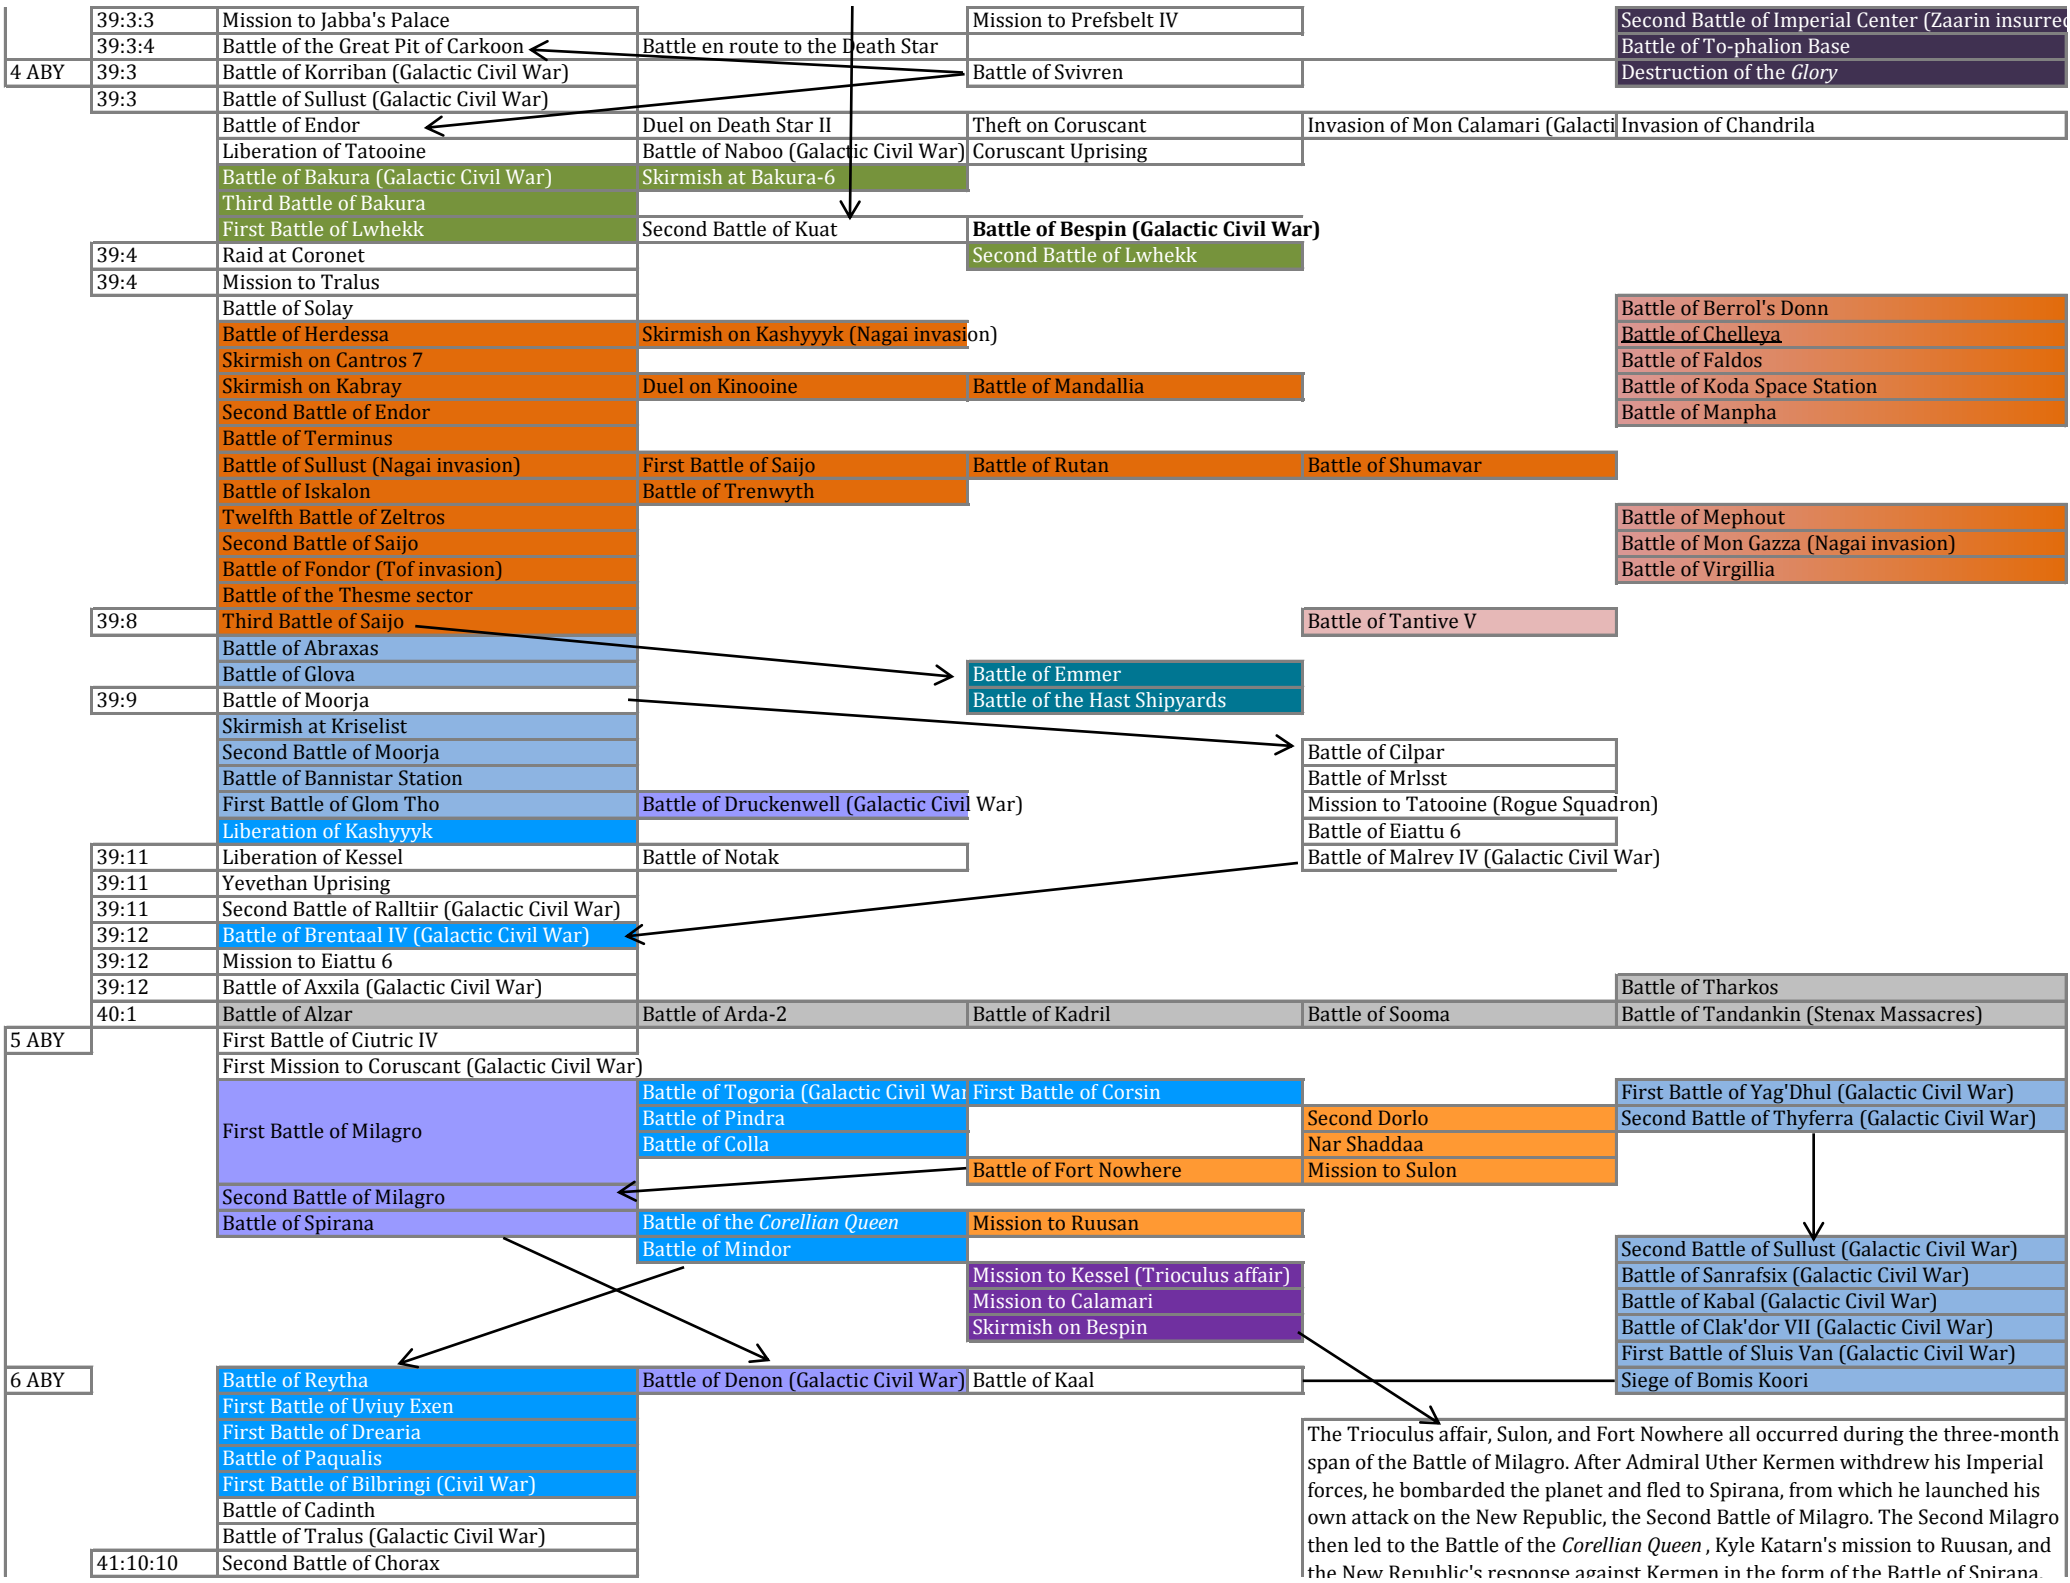 39:3:3 Mission to Jabba's Palace Mission to Prefsbelt IV Second Battle of Imperial Center (Zaarin insurrec
39:3:4 Battle of the Great Pit of Carkoon Battle en route to the Death Star Battle of To-phalion Base
4 ABY 39:3 Battle of Korriban (Galactic Civil War) Battle of Svivren Destruction of the Glory
39:3 Battle of Sullust (Galactic Civil War)
Battle of Endor Duel on Death Star II Theft on Coruscant Invasion of Mon Calamari (Galacti Invasion of Chandrila
Liberation of Tatooine Battle of Naboo (Galactic Civil War) Coruscant Uprising
Battle of Bakura (Galactic Civil War) Skirmish at Bakura-6
Third Battle of Bakura
First Battle of Lwhekk Second Battle of Kuat Battle of Bespin (Galactic Civil War)
39:4 Raid at Coronet Second Battle of Lwhekk
39:4 Mission to Tralus
Battle of Solay Battle of Berrol's Donn
Battle of Herdessa Skirmish on Kashyyyk (Nagai invasion) Battle of Chelleya
Skirmish on Cantros 7 Battle of Faldos
Skirmish on Kabray Duel on Kinooine Battle of Mandallia Battle of Koda Space Station
Second Battle of Endor Battle of Manpha
Battle of Terminus
Battle of Sullust (Nagai invasion) First Battle of Saijo Battle of Rutan Battle of Shumavar
Battle of Iskalon Battle of Trenwyth
Twelfth Battle of Zeltros Battle of Mephout
Second Battle of Saijo Battle of Mon Gazza (Nagai invasion)
Battle of Fondor (Tof invasion) Battle of Virgillia
Battle of the Thesme sector
39:8 Third Battle of Saijo Battle of Tantive V
Battle of Abraxas
Battle of Glova Battle of Emmer
39:9 Battle of Moorja Battle of the Hast Shipyards
Skirmish at Kriselist
Second Battle of Moorja Battle of Cilpar
Battle of Bannistar Station Battle of Mrlsst
First Battle of Glom Tho Battle of Druckenwell (Galactic Civil War) Mission to Tatooine (Rogue Squadron)
Liberation of Kashyyyk Battle of Eiattu 6
39:11 Liberation of Kessel Battle of Notak Battle of Malrev IV (Galactic Civil War)
39:11 Yevethan Uprising
39:11 Second Battle of Ralltiir (Galactic Civil War)
39:12 Battle of Brentaal IV (Galactic Civil War)
39:12 Mission to Eiattu 6
39:12 Battle of Axxila (Galactic Civil War) Battle of Tharkos
40:1 Battle of Alzar Battle of Arda-2 Battle of Kadril Battle of Sooma Battle of Tandankin (Stenax Massacres)
5 ABY First Battle of Ciutric IV
First Mission to Coruscant (Galactic Civil War)
Battle of Togoria (Galactic Civil War First Battle of Corsin First Battle of Yag'Dhul (Galactic Civil War)
First Battle of Milagro Battle of Pindra Second Dorlo Second Battle of Thyferra (Galactic Civil War)
Battle of Colla Nar Shaddaa
Battle of Fort Nowhere Mission to Sulon
Second Battle of Milagro
Battle of Spirana Battle of the Corellian Queen Mission to Ruusan
Battle of Mindor Second Battle of Sullust (Galactic Civil War)
Mission to Kessel (Trioculus affair) Battle of Sanrafsix (Galactic Civil War)
Mission to Calamari Battle of Kabal (Galactic Civil War)
Skirmish on Bespin Battle of Clak'dor VII (Galactic Civil War)
First Battle of Sluis Van (Galactic Civil War)
6 ABY Battle of Reytha Battle of Denon (Galactic Civil War) Battle of Kaal Siege of Bomis Koori
First Battle of Uviuy Exen
First Battle of Drearia
Battle of Paqualis
First Battle of Bilbringi (Civil War)
Battle of Cadinth
Battle of Tralus (Galactic Civil War)
41:10:10 Second Battle of Chorax
The Trioculus affair, Sulon, and Fort Nowhere all occurred during the three-month
span of the Battle of Milagro. After Admiral Uther Kermen withdrew his Imperial
forces, he bombarded the planet and fled to Spirana, from which he launched his
own attack on the New Republic, the Second Battle of Milagro. The Second Milagro
then led to the Battle of the Corellian Queen, Kyle Katarn's mission to Ruusan, and
the New Republic's response against Kermen in the form of the Battle of Spirana.